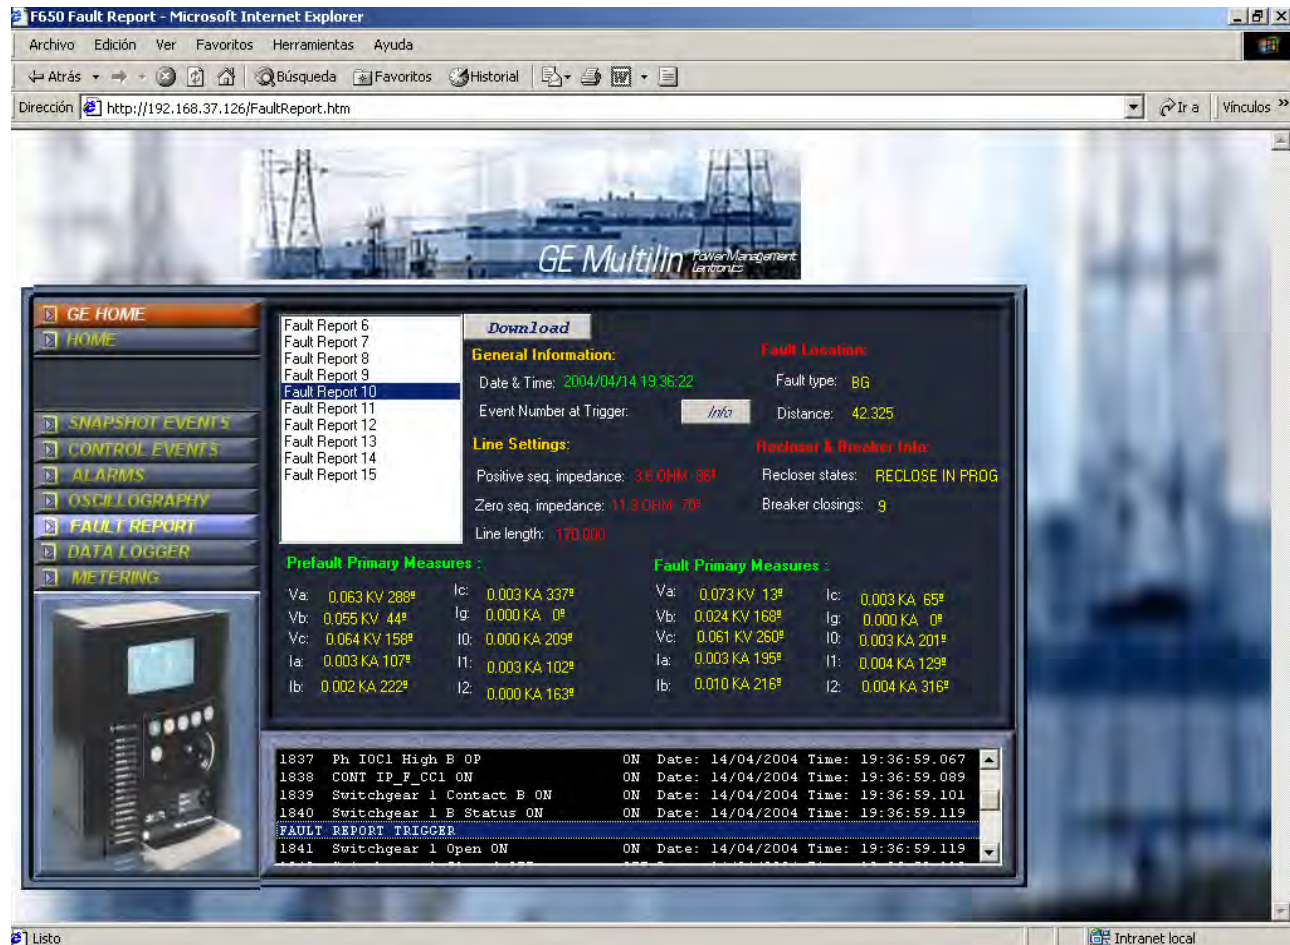 F650 Fault Report - Microsoft Internet Explorer
Archivo Edición Ver Favoritos Herramientas Ayuda
Atrás Búsqueda Favoritos Historial
Dirección http://192.168.37.126/FaultReport.htm Ir a Vínculos »
GE Multilin PowerManagement
Lentronics
GE HOME
HOME
SNAPSHOT EVENTS
CONTROL EVENTS
ALARMS
OSCILLOGRAPHY
FAULT REPORT
DATA LOGGER
METERING
Fault Report 6
Fault Report 7
Fault Report 8
Fault Report 9
Fault Report 10
Fault Report 11
Fault Report 12
Fault Report 13
Fault Report 14
Fault Report 15
Download
General Information:
Date & Time: 2004/04/14 19:36:22
Event Number at Trigger: Info
Line Settings:
Positive seq. impedance: 3.6 OHM 86º
Zero seq. impedance: 11.3 OHM 70º
Line length: 170.000
Fault Location:
Fault type: BG
Distance: 42.325
Recloser & Breaker Info:
Recloser states: RECLOSE IN PROG
Breaker closings: 9
Prefault Primary Measures :
Va: 0.063 KV 288º
Vb: 0.055 KV 44º
Vc: 0.064 KV 158º
Ia: 0.003 KA 107º
Ib: 0.002 KA 222º
Ic: 0.003 KA 337º
Ig: 0.000 KA 0º
I0: 0.000 KA 209º
I1: 0.003 KA 102º
I2: 0.000 KA 163º
Fault Primary Measures :
Va: 0.073 KV 13º
Vb: 0.024 KV 168º
Vc: 0.061 KV 260º
Ia: 0.003 KA 195º
Ib: 0.010 KA 216º
Ic: 0.003 KA 65º
Ig: 0.000 KA 0º
I0: 0.003 KA 201º
I1: 0.004 KA 129º
I2: 0.004 KA 316º
1837 Ph IOC1 High B OP ON Date: 14/04/2004 Time: 19:36:59.067
1838 CONT IP_F_CC1 ON ON Date: 14/04/2004 Time: 19:36:59.089
1839 Switchgear 1 Contact B ON ON Date: 14/04/2004 Time: 19:36:59.101
1840 Switchgear 1 B Status ON ON Date: 14/04/2004 Time: 19:36:59.119
FAULT REPORT TRIGGER
1841 Switchgear 1 Open ON ON Date: 14/04/2004 Time: 19:36:59.119
Listo Intranet local